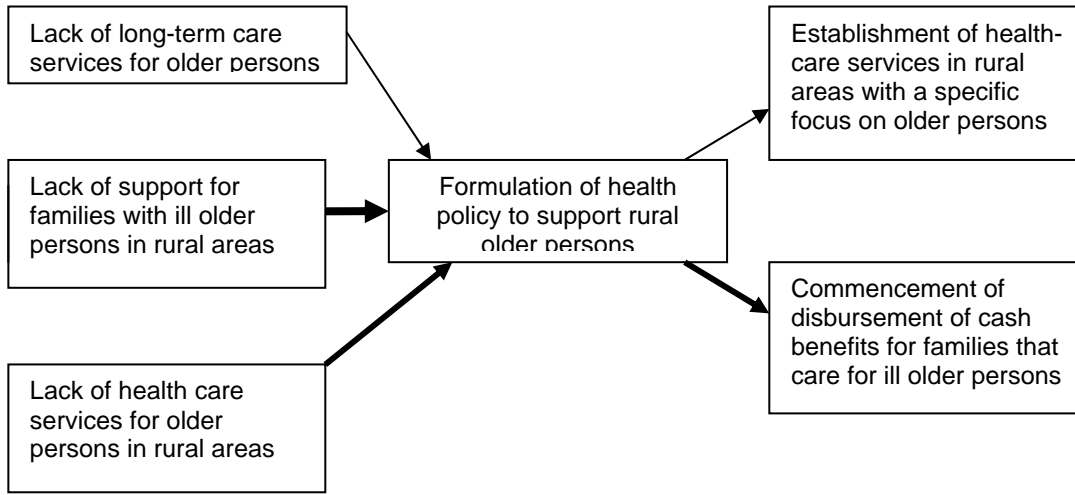 Lack of long-term care
services for older persons
Lack of support for
families with ill older
persons in rural areas
Lack of health care
services for older
persons in rural areas
Formulation of health
policy to support rural
older persons
Establishment of health-
care services in rural
areas with a specific
focus on older persons
Commencement of
disbursement of cash
benefits for families that
care for ill older persons